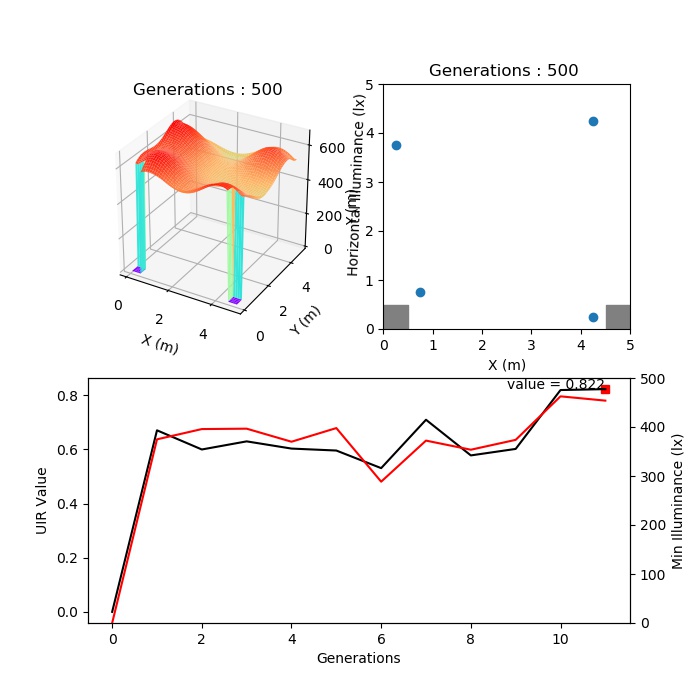 Generations : 500
600
400
200
0
Horizontal Illuminance (lx)
0
2
4
X (m)
0
2
4
Y (m)
Generations : 500
5
4
3
2
1
0
Y (m)
0 1 2 3 4 5
X (m)
value = 0.822
0.8
0.6
0.4
0.2
0.0
UIR Value
500
400
300
200
100
0
Min Illuminance (lx)
0 2 4 6 8 10
Generations